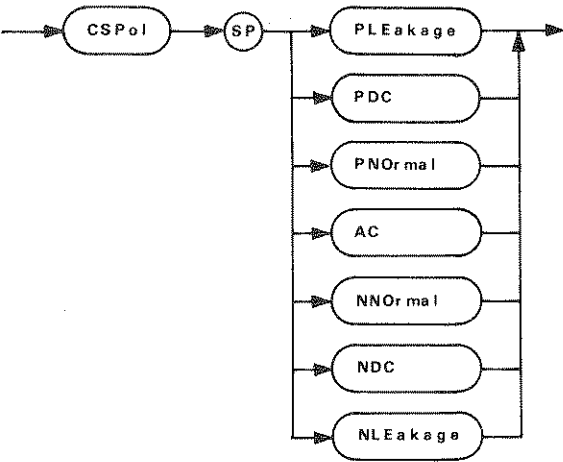 CSPol SP PLEakage
PDC
PNOrmal
AC
NNOrmal
NDC
NLEakage